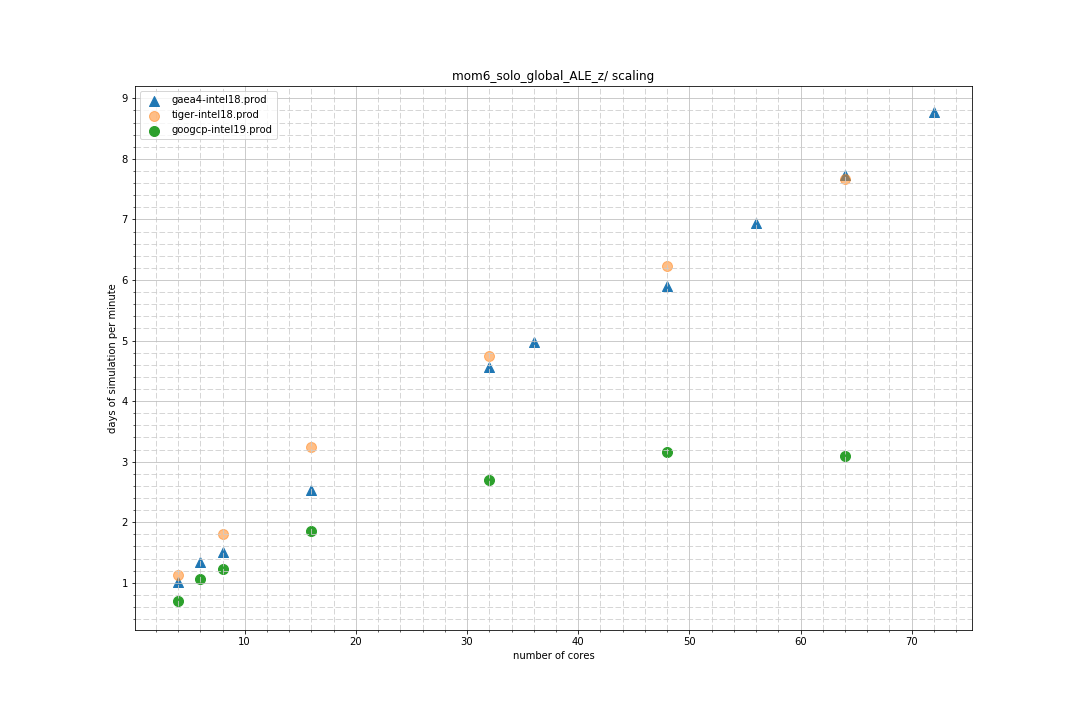 mom6_solo_global_ALE_z/ scaling
gaea4-intel18.prod
tiger-intel18.prod
googcp-intel19.prod
days of simulation per minute
9
8
7
6
5
4
3
2
1
10 20 30 40 50 60 70
number of cores